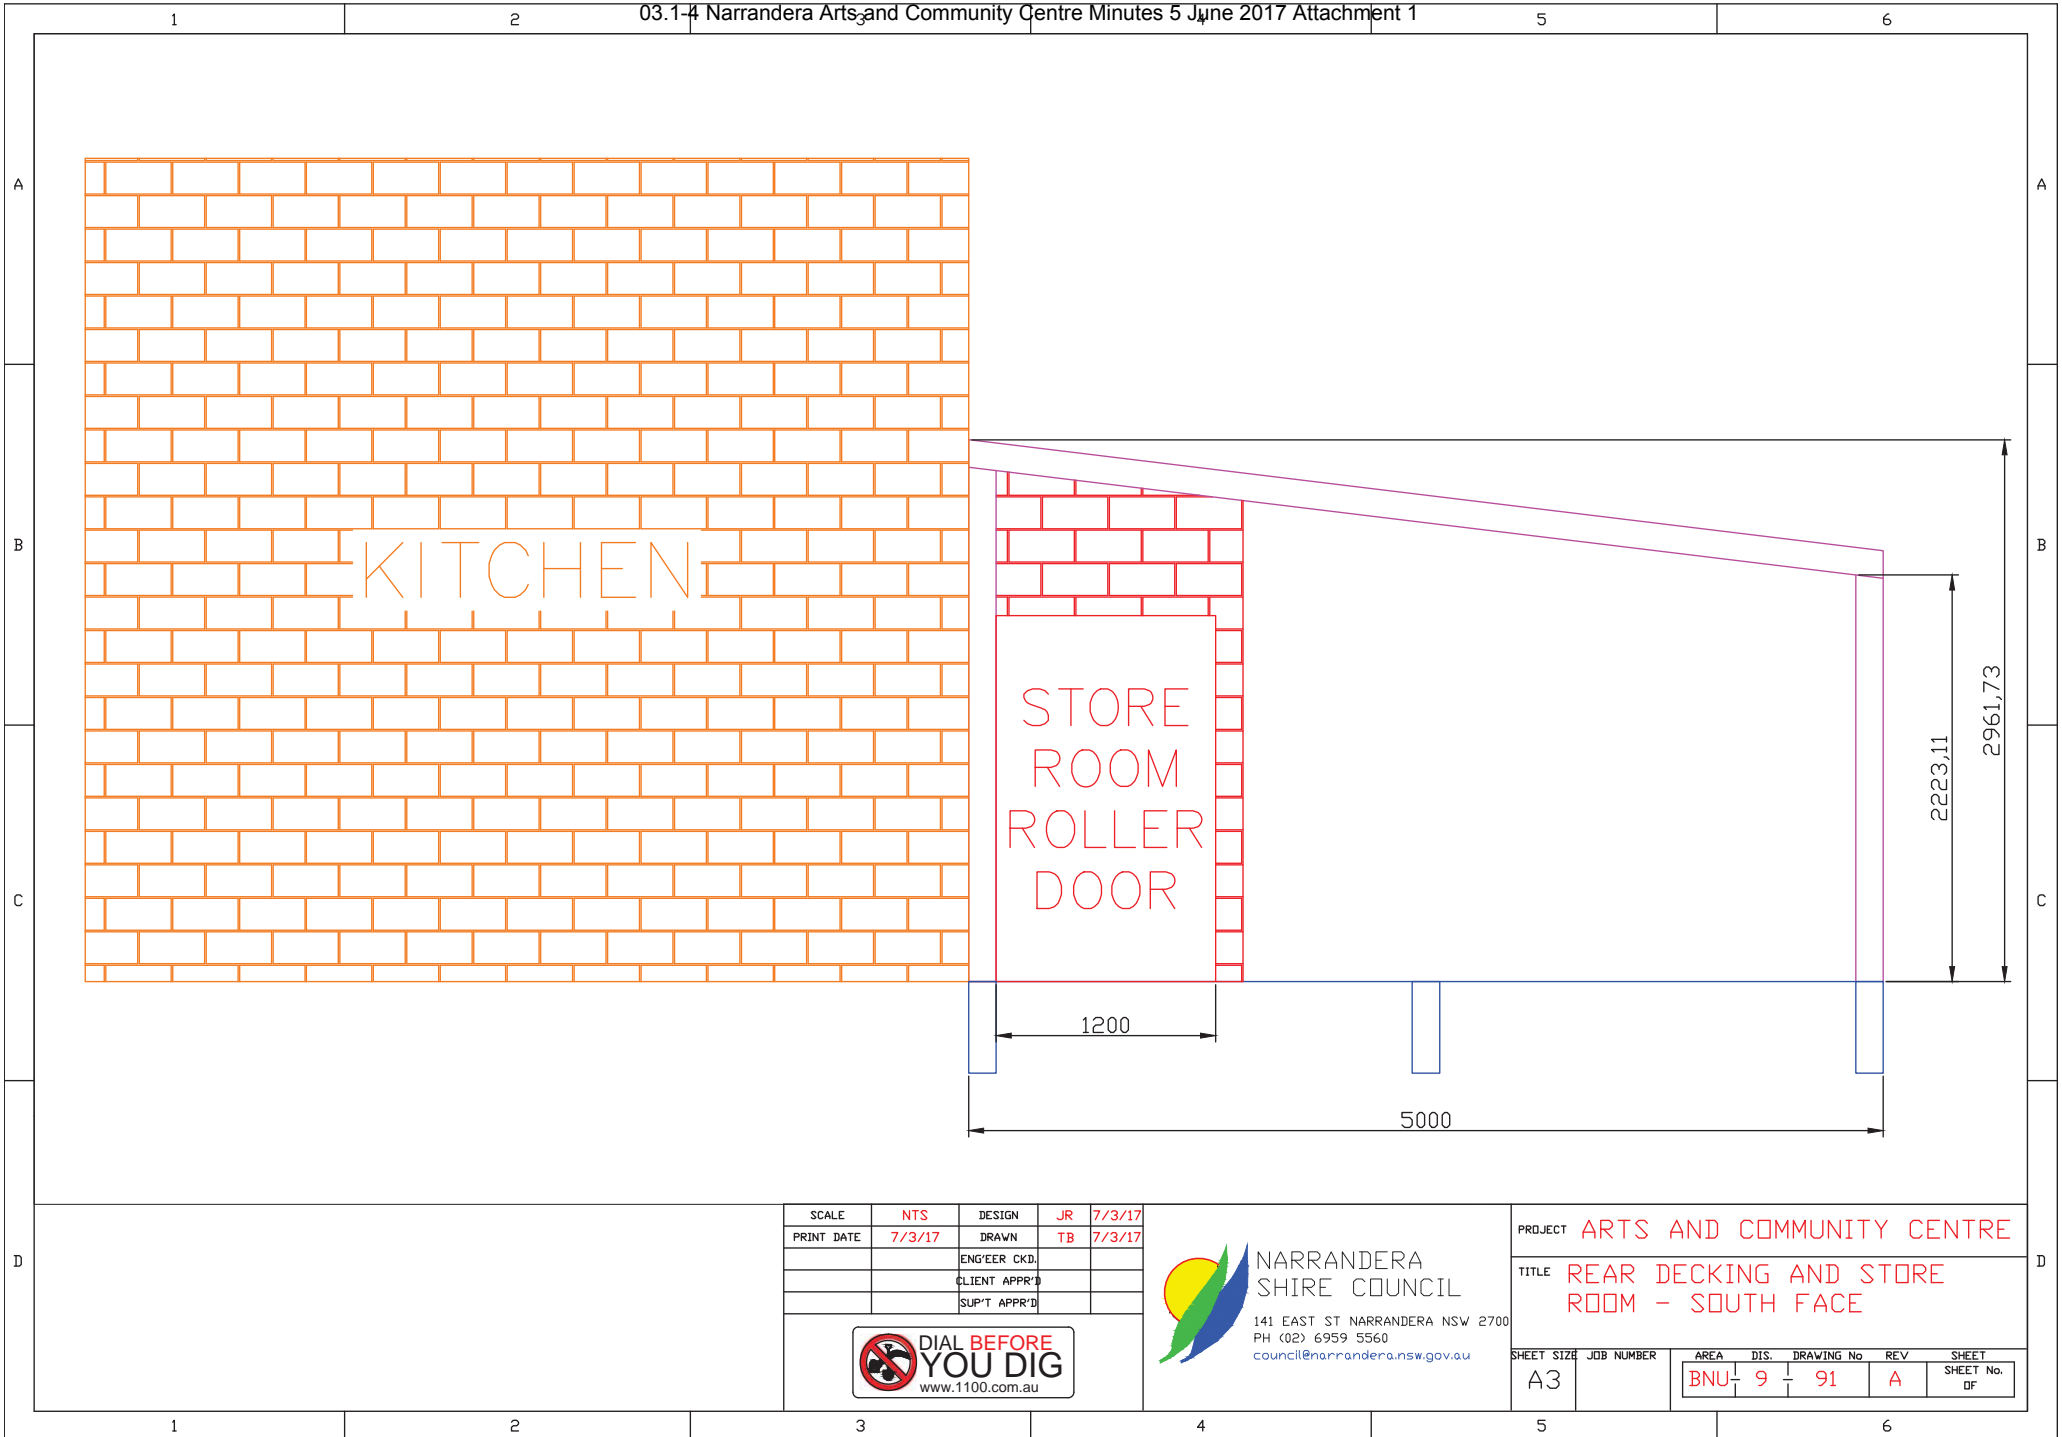 03.1-4 Narrandera Arts and Community Centre Minutes 5 June 2017 Attachment 1
1 2 3 4 5 6
A A
B B
C C
D D
KITCHEN
STORE
ROOM
ROLLER
DOOR
2961,73
2223,11
1200
5000
SCALE NTS DESIGN JR 7/3/17
PRINT DATE 7/3/17 DRAWN TB 7/3/17
ENG'EER CKD.
CLIENT APPR'D
SUP'T APPR'D
DIAL BEFORE
YOU DIG
www.1100.com.au
NARRANDERA
SHIRE COUNCIL
141 EAST ST NARRANDERA NSW 2700
PH (02) 6959 5560
council@narrandera.nsw.gov.au
PROJECT ARTS AND COMMUNITY CENTRE
TITLE REAR DECKING AND STORE
ROOM - SOUTH FACE
SHEET SIZE JOB NUMBER AREA DIS. DRAWING No REV SHEET
A3 BNU- 9 - 91 A SHEET No.
OF
1 2 3 4 5 6